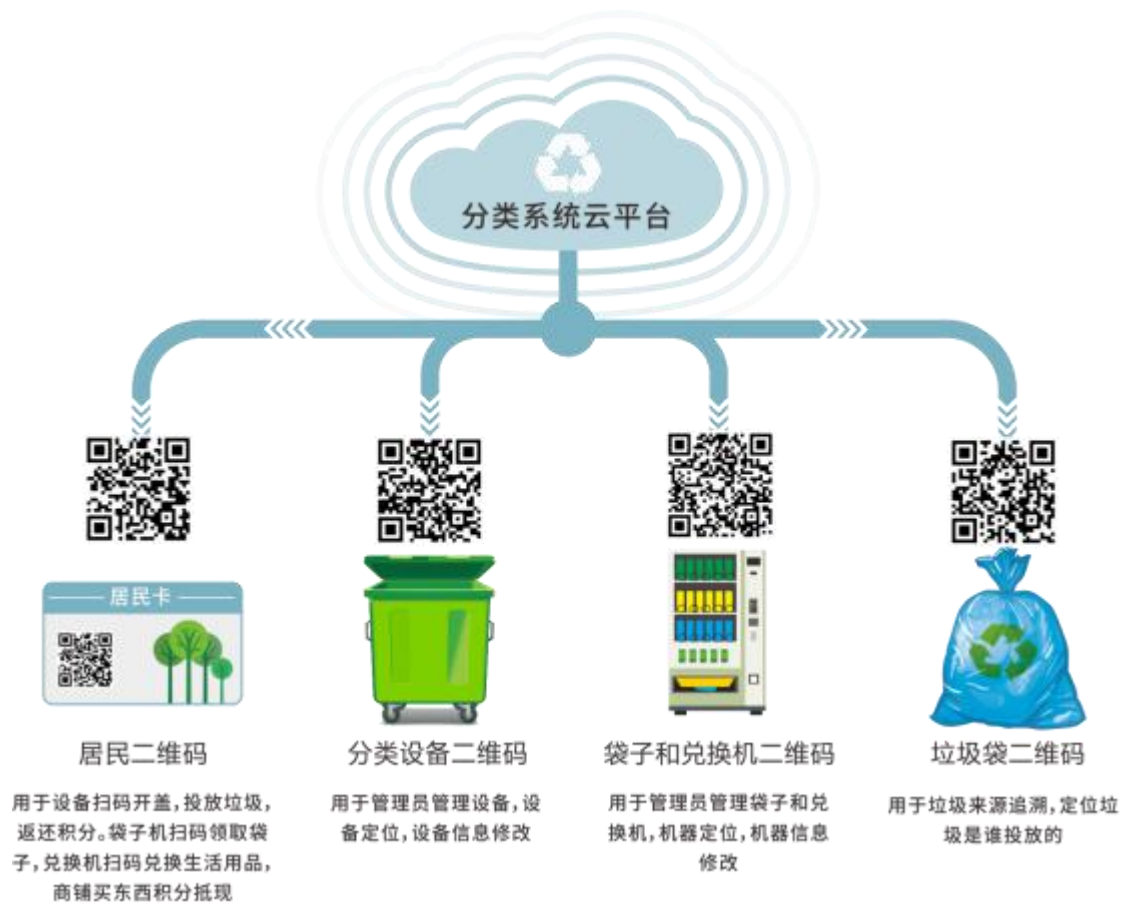 分类系统云平台
居民卡
居民二维码
用于设备扫码开盖,投放垃圾,
返还积分。袋子机扫码领取袋
子,兑换机扫码兑换生活用品,
商铺买东西积分抵现
分类设备二维码
用于管理员管理设备,设
备定位,设备信息修改
袋子和兑换机二维码
用于管理员管理袋子和兑
换机,机器定位,机器信息
修改
垃圾袋二维码
用于垃圾来源追溯,定位垃
圾是谁投放的